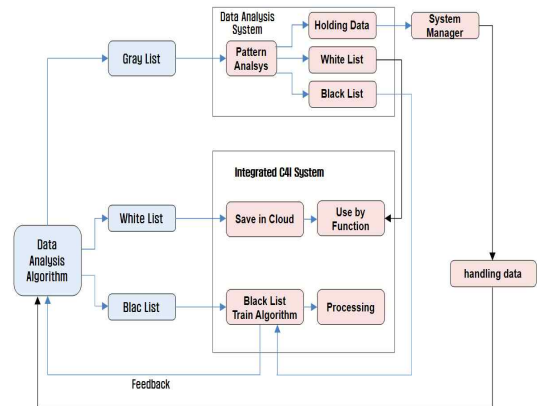 Data Analysis
System
Holding Data
System
Manager
Gray List
Pattern
Analsys
White List
Black List
Integrated C4I System
White List
Save in Cloud
Use by
Function
Data
Analysis
Algorithm
handling data
Blac List
Black List
Train Algorithm
Processing
Feedback